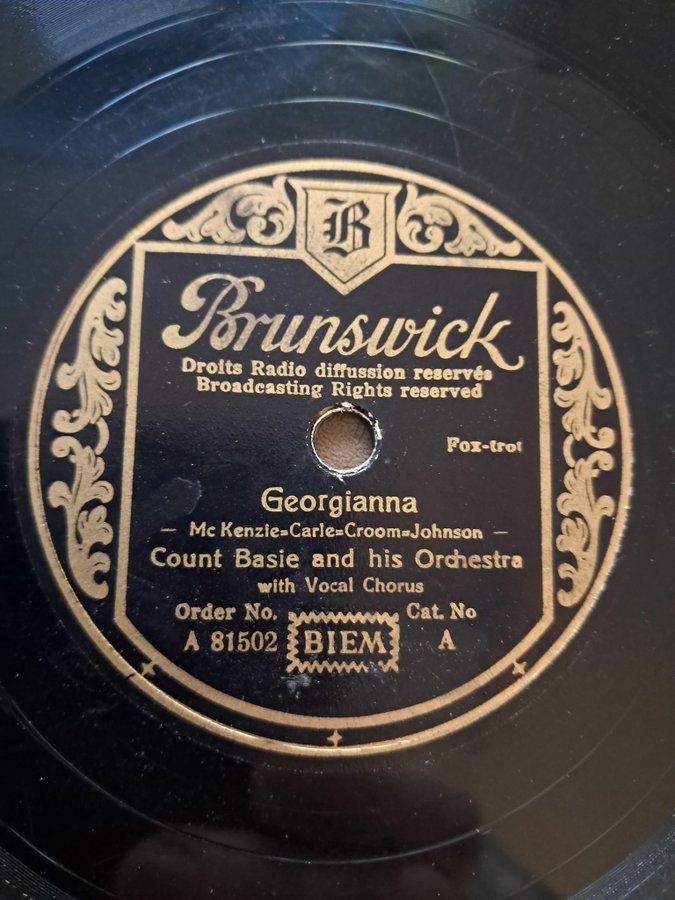 B
Brunswick
Droits Radio diffussion reservés
Broadcasting Rights reserved
Fox-trot
Georgianna
— Mc Kenzie=Carle=Croom=Johnson —
Count Basie and his Orchestra
with Vocal Chorus
Order No. Cat. No
A 81502 BIEM A